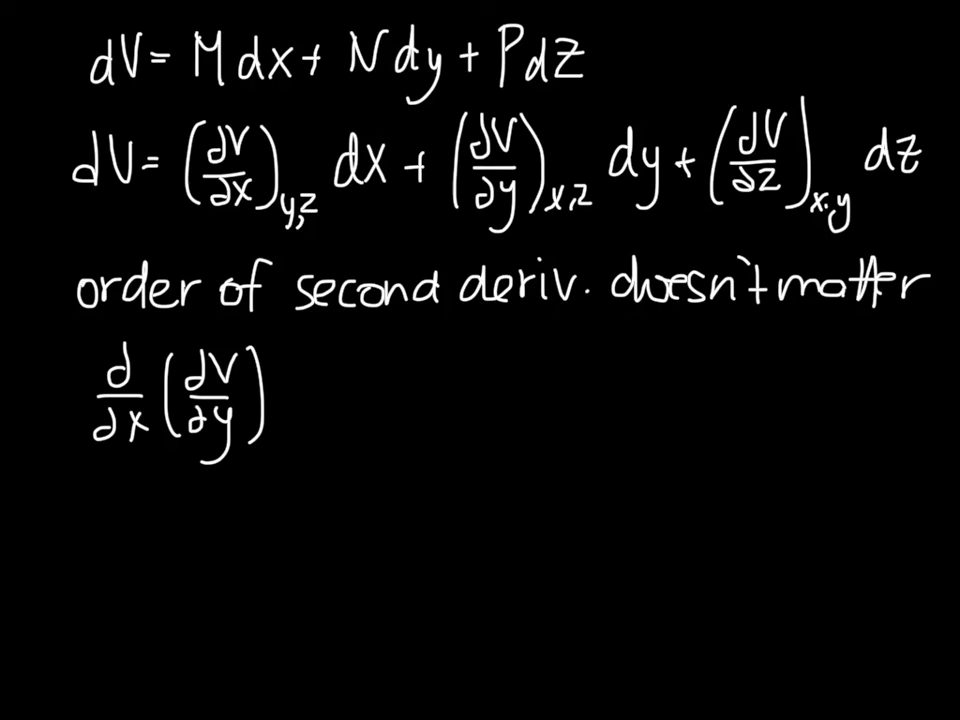 dV = M dx + N dy + P dz
dV = (∂V/∂x)y,z dx + (∂V/∂y)x,z dy + (∂V/∂z)x,y dz
order of second deriv. doesn't matter
∂/∂x (∂V/∂y)